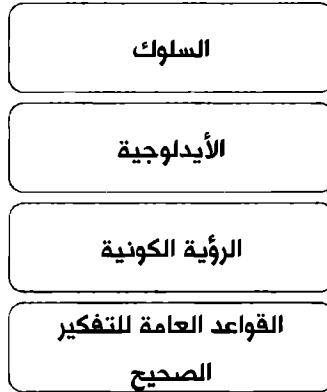 السلوك
الأيدلوجية
الرؤية الكونية
القواعد العامة للتفكير
الصحيح